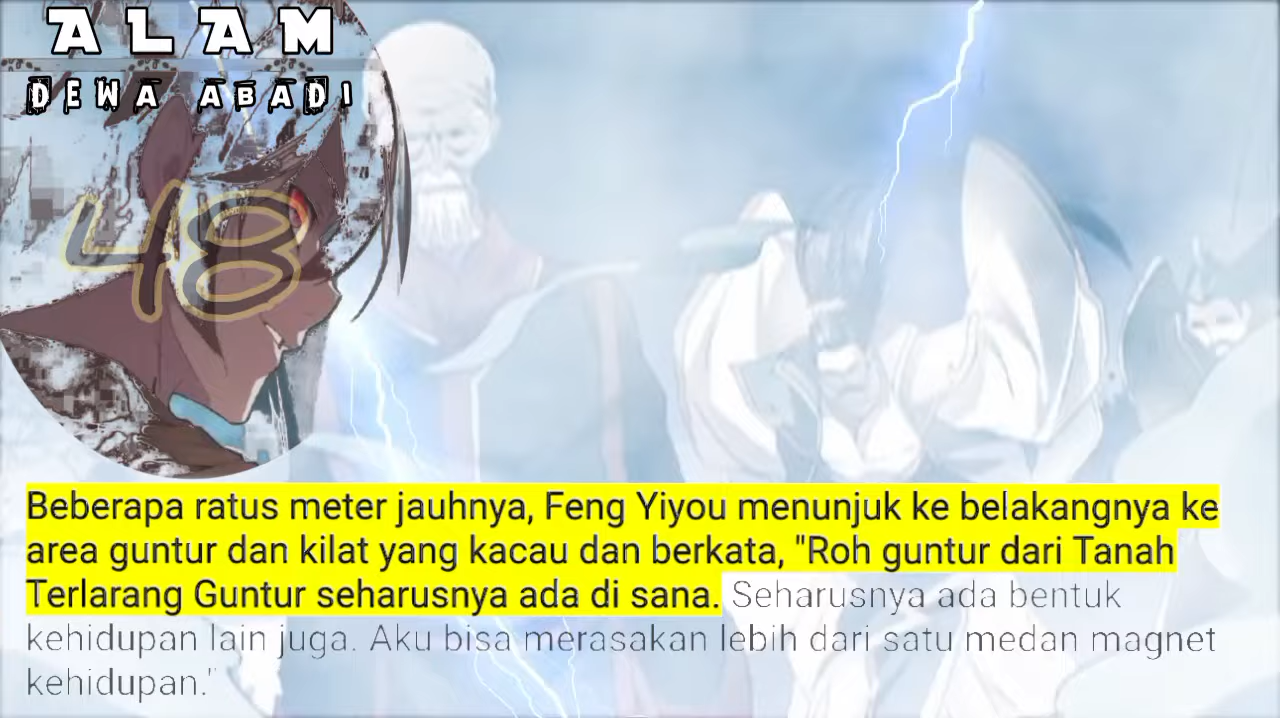 ALAM
DEWA ABADI
48
Beberapa ratus meter jauhnya, Feng Yiyou menunjuk ke belakangnya ke
area guntur dan kilat yang kacau dan berkata, "Roh guntur dari Tanah
Terlarang Guntur seharusnya ada di sana. Seharusnya ada bentuk
kehidupan lain juga. Aku bisa merasakan lebih dari satu medan magnet
kehidupan."